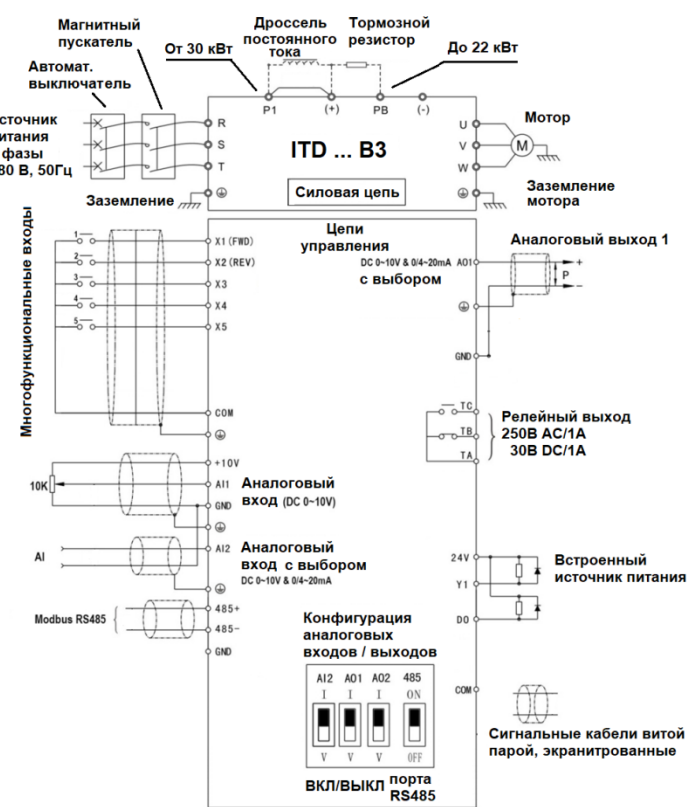 Магнитный
пускатель
Дроссель
постоянного
тока
Тормозной
резистор
От 30 кВт
До 22 кВт
Автомат.
выключатель
сточник
итания
фазы
80 В, 50Гц
P1
(+)
PB
(-)
R
S
T
U
V
W
M
Мотор
ITD ... B3
Силовая цепь
Заземление
Заземление
мотора
Многофункциональные входы
Цепи
управления
1
X1 (FWD)
2
X2 (REV)
3
X3
4
X4
5
X5
COM
DC 0~10V & 0/4~20mA AO1
с выбором
Аналоговый выход 1
+
P
−
GND
TC
TB
TA
Релейный выход
250В AC/1A
30В DC/1A
+10V
10K
AI1
GND
Аналоговый
вход (DC 0~10V)
AI
AI2
Аналоговый
вход с выбором
DC 0~10V & 0/4~20mA
Modbus RS485
485+
485-
GND
24V
Y1
DO
Встроенный
источник питания
Конфигурация
аналоговых
входов / выходов
AI2 AO1 AO2 485
I I I ON
V V V OFF
ВКЛ/ВЫКЛ порта
RS485
COM
Сигнальные кабели витой
парой, экранитрованные